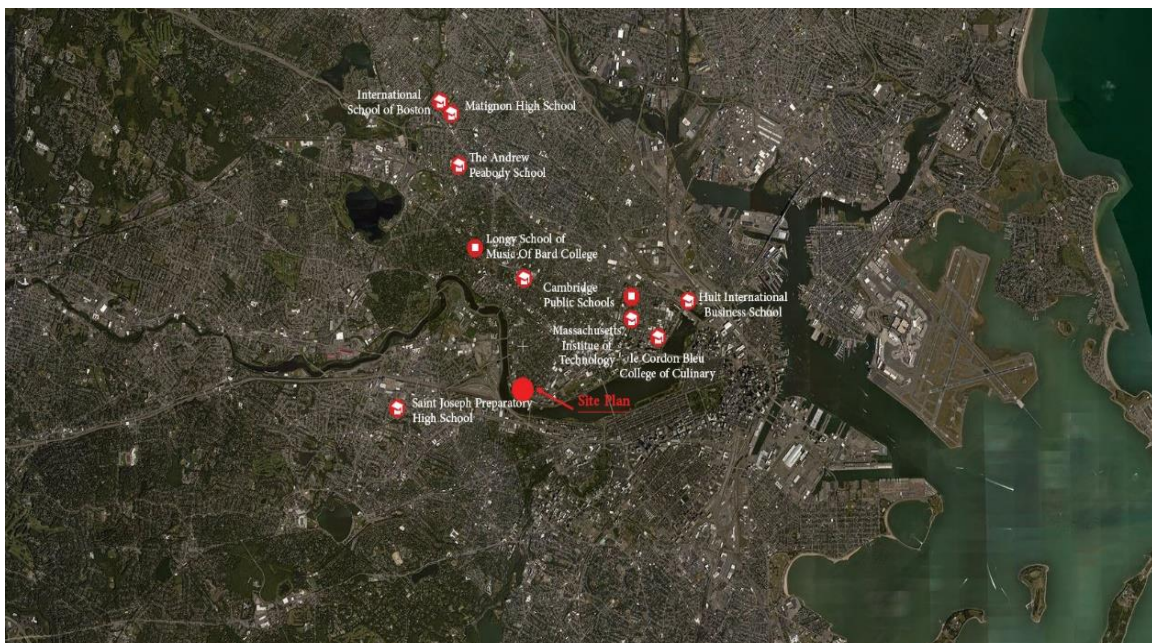 International
School of Boston
Matignon High School
The Andrew
Peabody School
Longy School of
Music Of Bard College
Cambridge
Public Schools
Hult International
Business School
Massachusetts
Institue of
Technology
le Cordon Bleu
College of Culinary
Site Plan
Saint Joseph Preparatory
High School